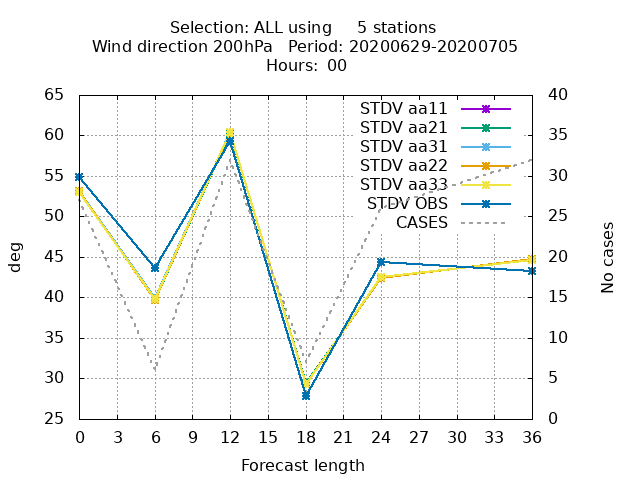 Selection: ALL using     5 stations
Wind direction 200hPa   Period: 20200629-20200705
Hours: 00
65
60
55
50
45
40
35
30
25
deg
40
35
30
25
20
15
10
5
0
No cases
STDV aa11
STDV aa21
STDV aa31
STDV aa22
STDV aa33
STDV OBS
CASES
0 3 6 9 12 15 18 21 24 27 30 33 36
Forecast length